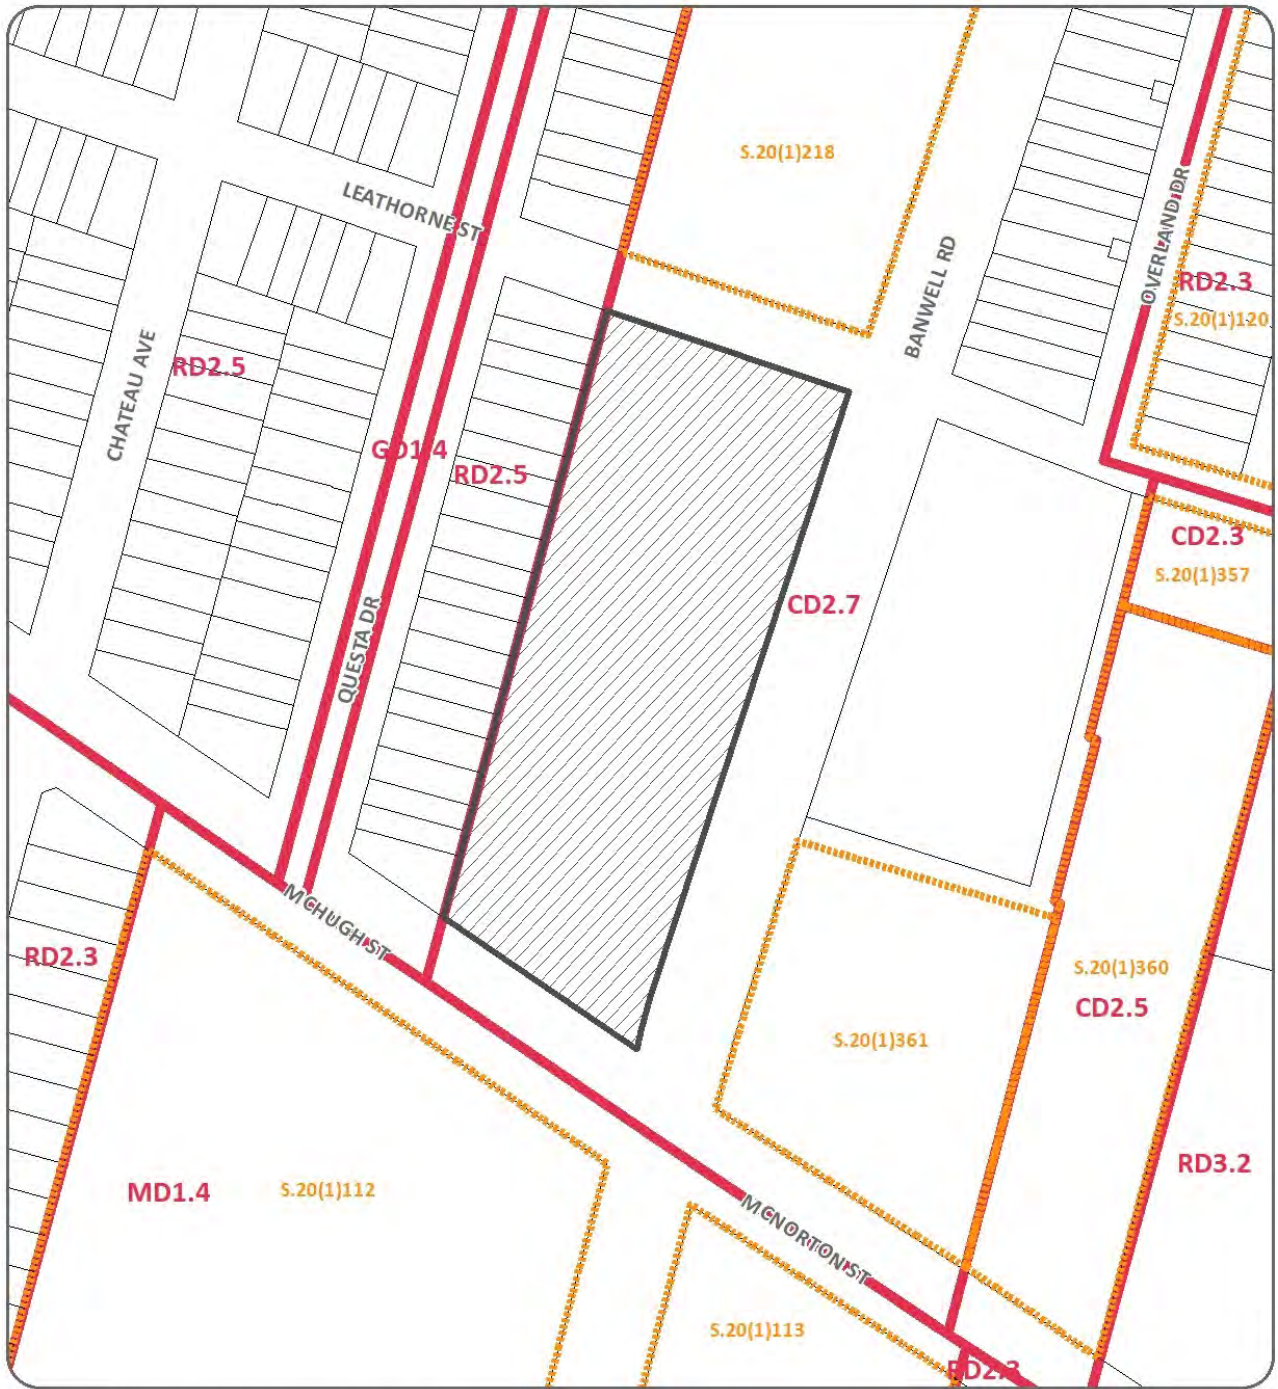 S.20(1)218
LEATHORNE ST
OVERLAND DR
BANWELL RD
RD2.3
S.20(1)120
CHATEAU AVE
RD2.5
GD1.4
RD2.5
CD2.3
S.20(1)357
CD2.7
QUESTA DR
MCHUGH ST
RD2.3
S.20(1)360
CD2.5
S.20(1)361
RD3.2
MD1.4
S.20(1)112
MCNORTON ST
S.20(1)113
RD2.3